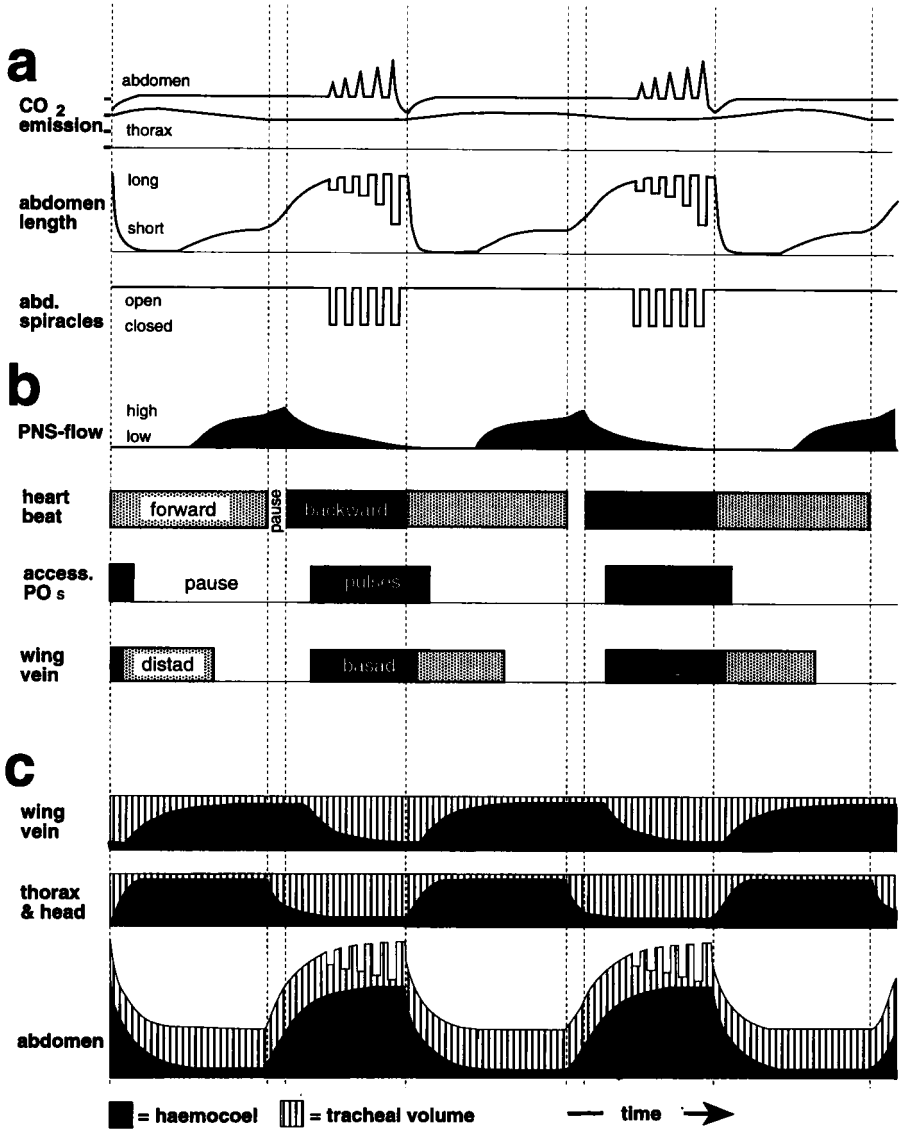 a
abdomen
CO 2
emission
thorax
long
abdomen
length
short
abd.
spiracles
open
closed
b
high
PNS-flow
low
heart
beat
forward
pause
backward
access.
PO s
pause
pulses
wing
vein
distad
basad
c
wing
vein
thorax
& head
abdomen
= haemocoel
= tracheal volume
time